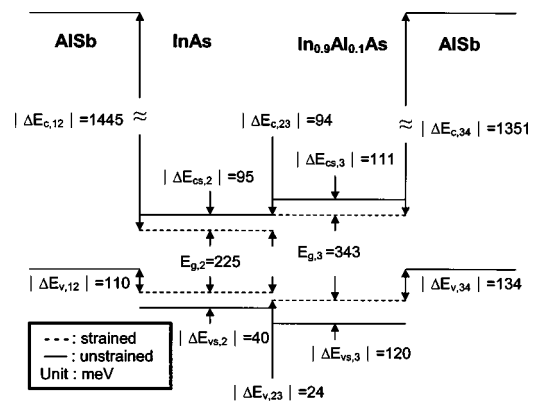 AlSb InAs In0.9Al0.1As AlSb
| ΔEc,12 | =1445 | ΔEc,23 | =94 | ΔEc,34 | =1351
| ΔEcs,3 | =111
| ΔEcs,2 | =95
Eg,2=225 Eg,3=343
| ΔEv,12 | =110 | ΔEv,34 | =134
| ΔEvs,2 | =40 | ΔEvs,3 | =120
: strained
: unstrained
Unit : meV
| ΔEv,23 | =24